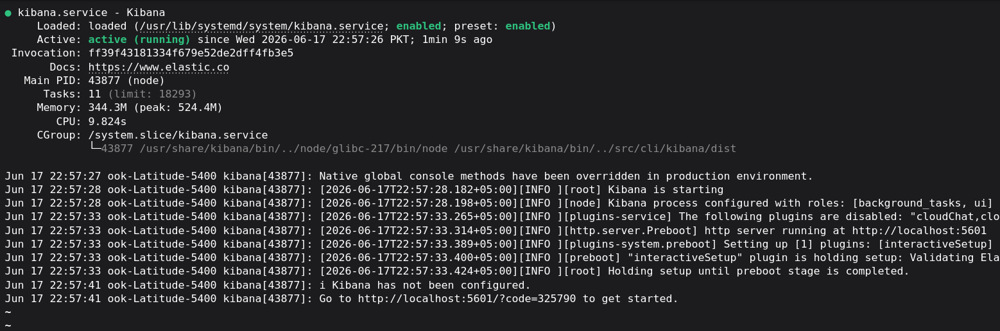 ● kibana.service - Kibana
Loaded: loaded (/usr/lib/systemd/system/kibana.service; enabled; preset: enabled)
Active: active (running) since Wed 2026-06-17 22:57:26 PKT; 1min 9s ago
Invocation: ff39f43181334f679e52de2dff4fb3e5
Docs: https://www.elastic.co
Main PID: 43877 (node)
Tasks: 11 (limit: 18293)
Memory: 344.3M (peak: 524.4M)
CPU: 9.824s
CGroup: /system.slice/kibana.service
└─43877 /usr/share/kibana/bin/../node/glibc-217/bin/node /usr/share/kibana/bin/../src/cli/kibana/dist
Jun 17 22:57:27 ook-Latitude-5400 kibana[43877]: Native global console methods have been overridden in production environment.
Jun 17 22:57:28 ook-Latitude-5400 kibana[43877]: [2026-06-17T22:57:28.182+05:00][INFO ][root] Kibana is starting
Jun 17 22:57:28 ook-Latitude-5400 kibana[43877]: [2026-06-17T22:57:28.198+05:00][INFO ][node] Kibana process configured with roles: [background_tasks, ui]
Jun 17 22:57:33 ook-Latitude-5400 kibana[43877]: [2026-06-17T22:57:33.265+05:00][INFO ][plugins-service] The following plugins are disabled: "cloudChat,clo
Jun 17 22:57:33 ook-Latitude-5400 kibana[43877]: [2026-06-17T22:57:33.314+05:00][INFO ][http.server.Preboot] http server running at http://localhost:5601
Jun 17 22:57:33 ook-Latitude-5400 kibana[43877]: [2026-06-17T22:57:33.389+05:00][INFO ][plugins-system.preboot] Setting up [1] plugins: [interactiveSetup]
Jun 17 22:57:33 ook-Latitude-5400 kibana[43877]: [2026-06-17T22:57:33.400+05:00][INFO ][preboot] "interactiveSetup" plugin is holding setup: Validating Ela
Jun 17 22:57:33 ook-Latitude-5400 kibana[43877]: [2026-06-17T22:57:33.424+05:00][INFO ][root] Holding setup until preboot stage is completed.
Jun 17 22:57:41 ook-Latitude-5400 kibana[43877]: i Kibana has not been configured.
Jun 17 22:57:41 ook-Latitude-5400 kibana[43877]: Go to http://localhost:5601/?code=325790 to get started.
~
~